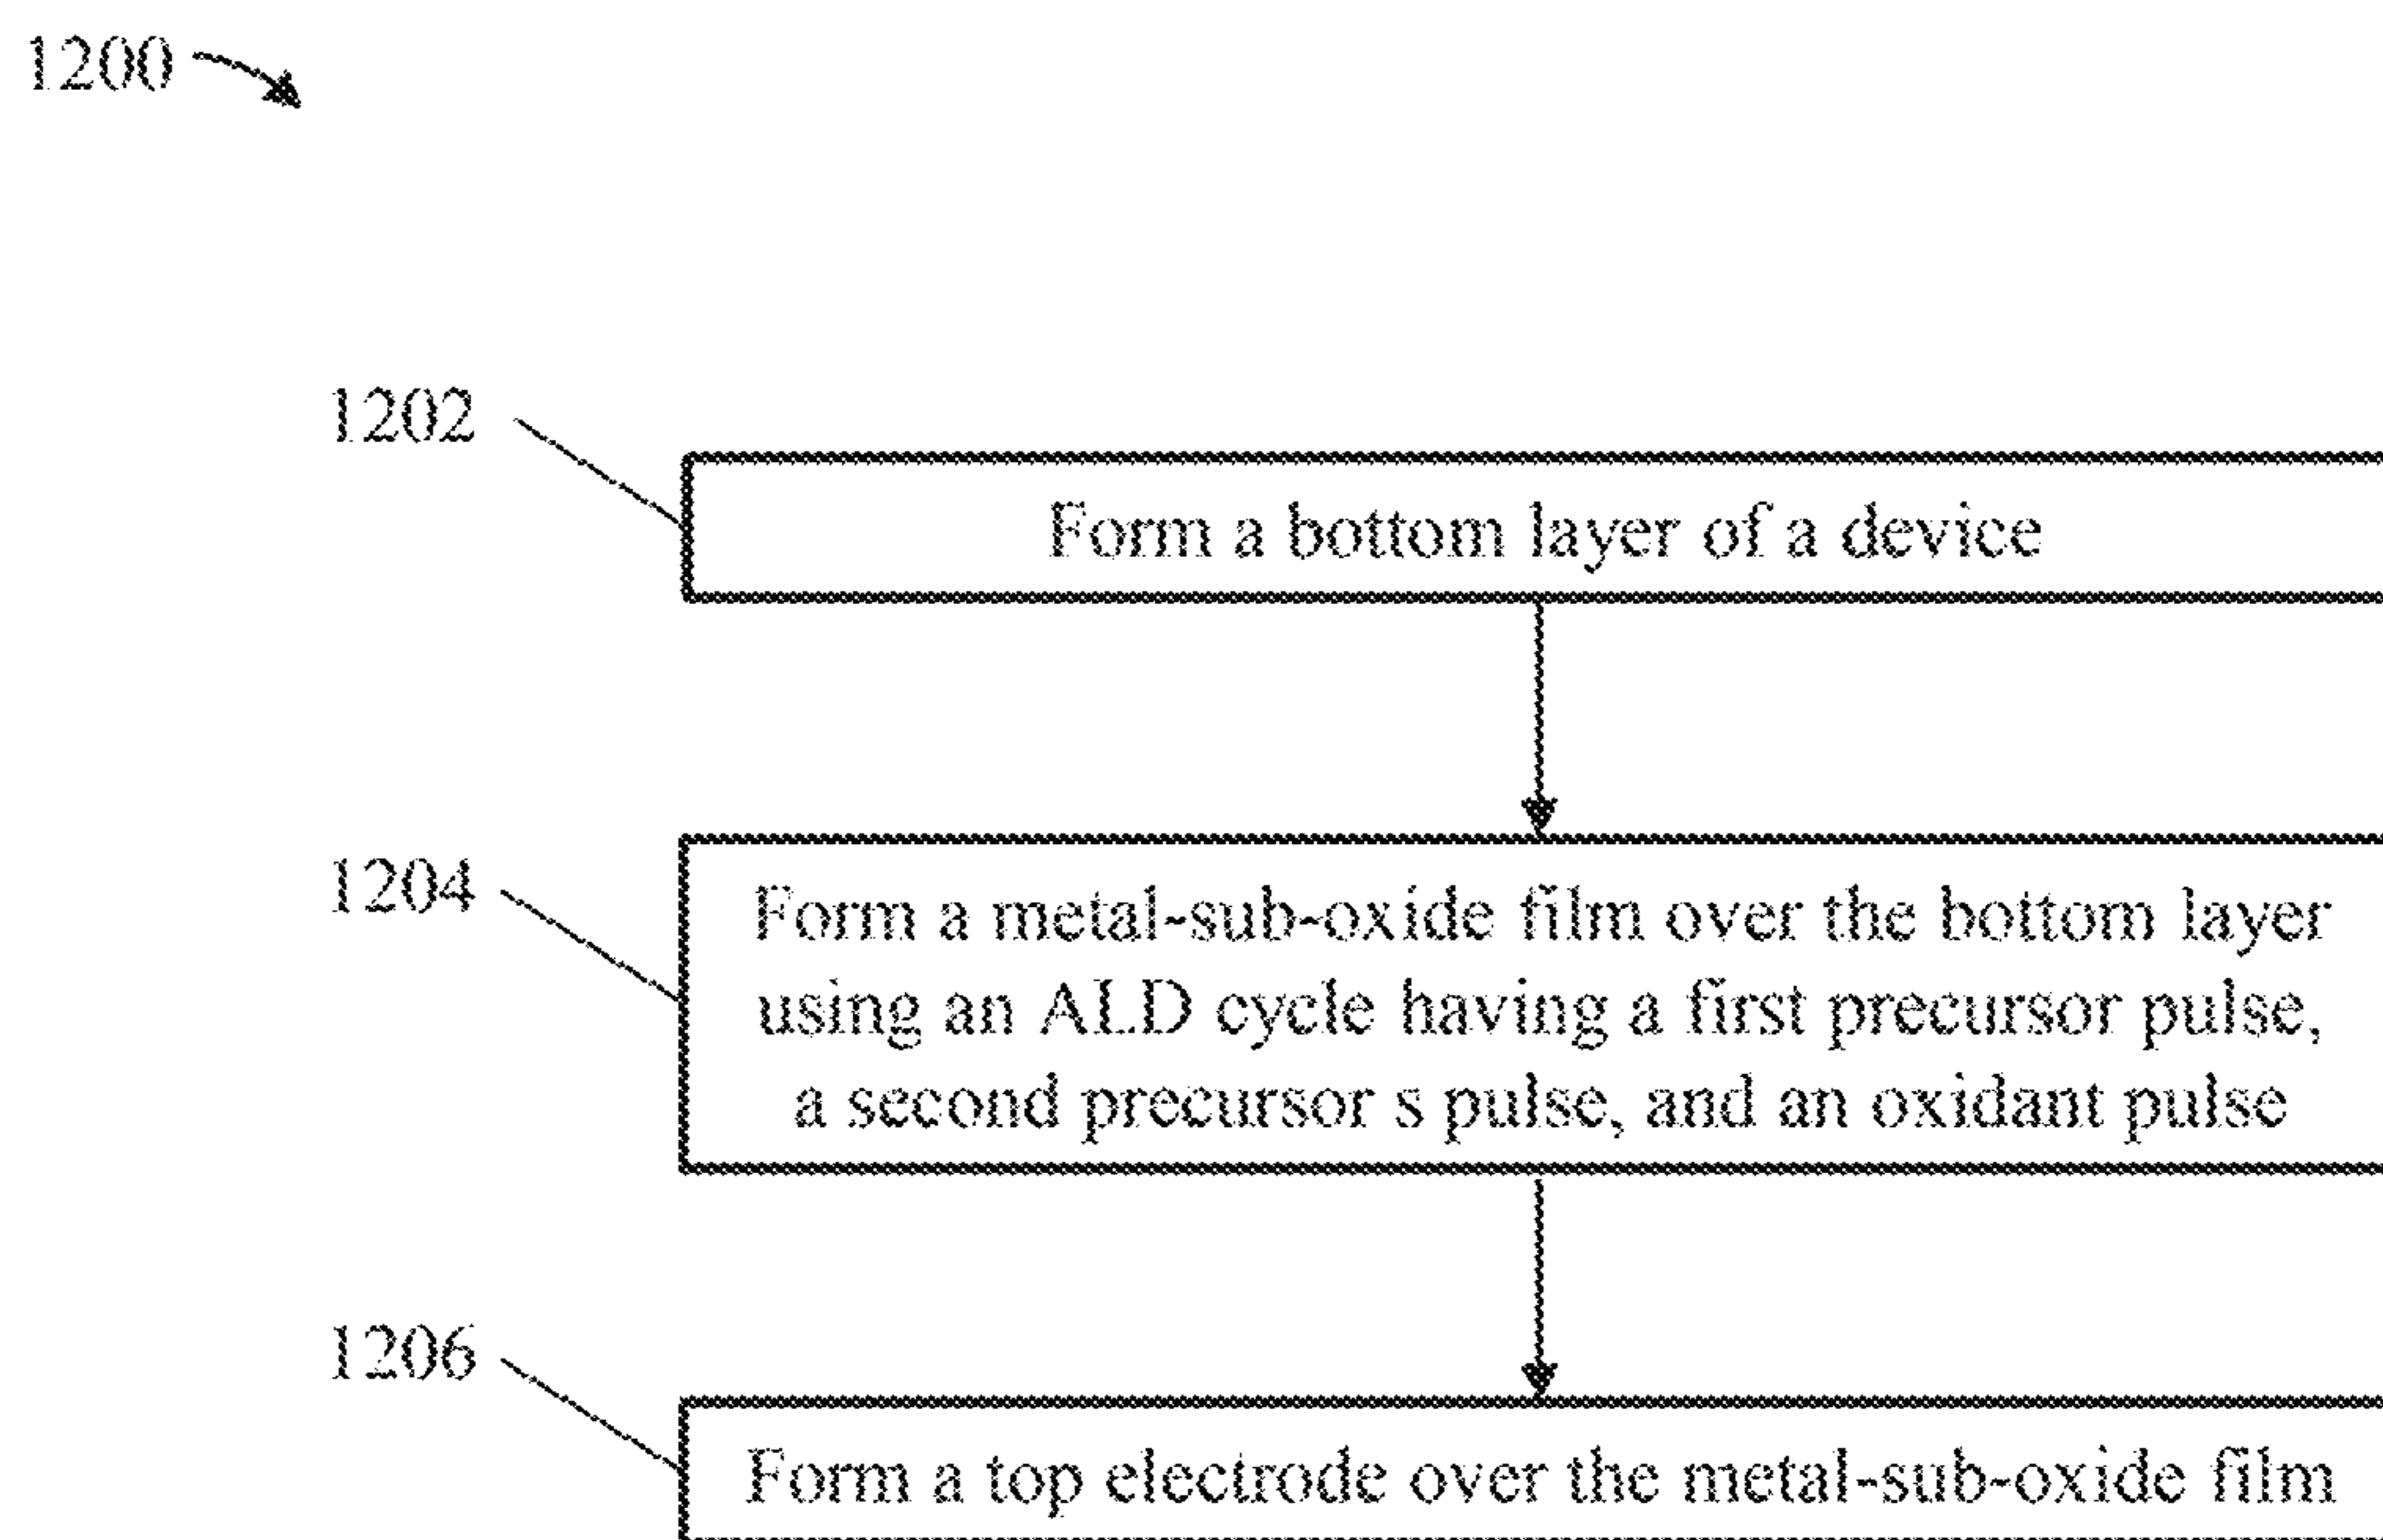 1200
1202
Form a bottom layer of a device
1204
Form a metal-sub-oxide film over the bottom layer
using an ALD cycle having a first precursor pulse,
a second precursor s pulse, and an oxidant pulse
1206
Form a top electrode over the metal-sub-oxide film